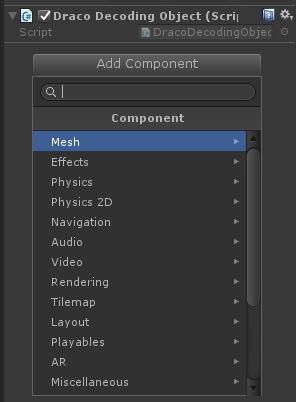 Draco Decoding Object (Scrip
Script DracoDecodingObjec
Add Component
Component
Mesh
Effects
Physics
Physics 2D
Navigation
Audio
Video
Rendering
Tilemap
Layout
Playables
AR
Miscellaneous